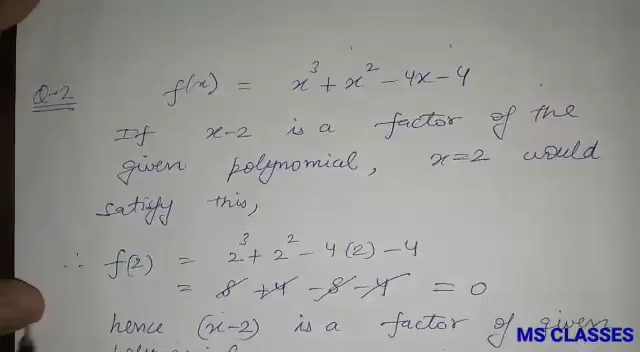 Q-2 f(x) = x³ + x² - 4x - 4
If x-2 is a factor of the
given polynomial, x=2 would
satisfy this,
∴ f(2) = 2³ + 2² - 4(2) - 4
= 8 + 4 - 8 - 4 = 0
hence (x-2) is a factor of given
MS CLASSES